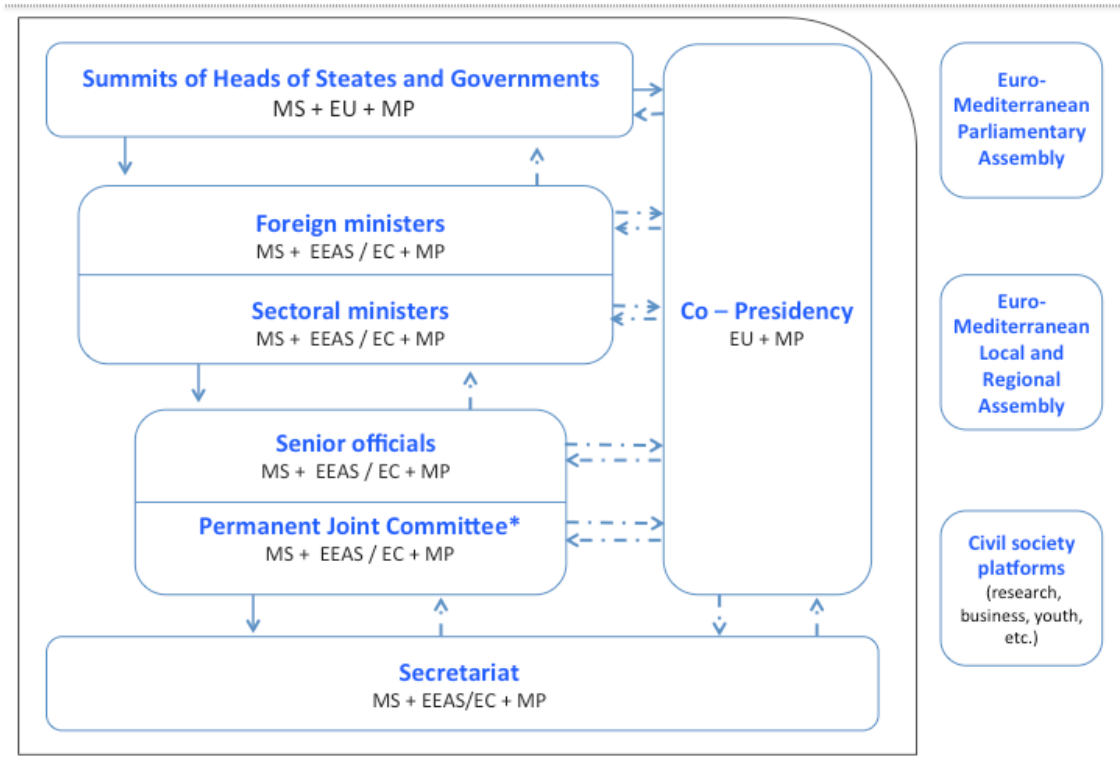 Summits of Heads of Steates and Governments
MS + EU + MP
Foreign ministers
MS + EEAS / EC + MP
Sectoral ministers
MS + EEAS / EC + MP
Senior officials
MS + EEAS / EC + MP
Permanent Joint Committee*
MS + EEAS / EC + MP
Secretariat
MS + EEAS/EC + MP
Co – Presidency
EU + MP
Euro-
Mediterranean
Parliamentary
Assembly
Euro-
Mediterranean
Local and
Regional
Assembly
Civil society
platforms
(research,
business, youth,
etc.)